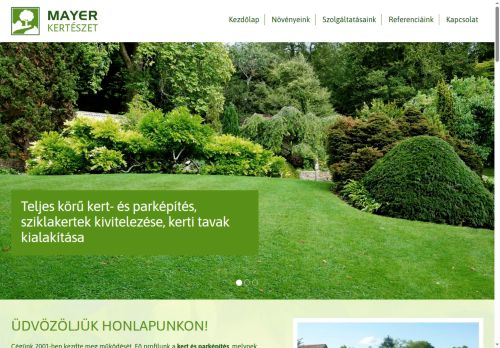 MAYER
KERTÉSZET
Kezdőlap Növényeink Szolgáltatásaink Referenciáink Kapcsolat
Teljes körű kert- és parképítés,
sziklakertek kivitelezése, kerti tavak
kialakítása
ÜDVÖZÖLJÜK HONLAPUNKON!
Cégünk 2001-ben kezdte meg működését. Fő profilunk a kert és parképítés, melynek